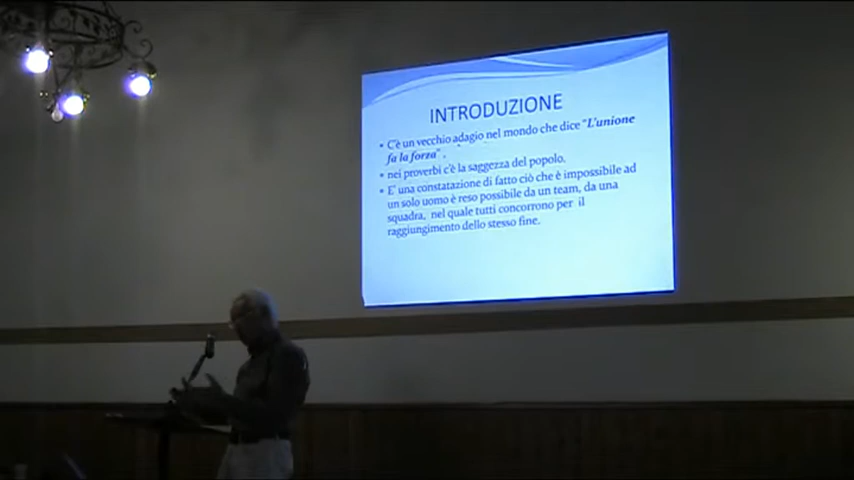 INTRODUZIONE
• C'è un vecchio adagio nel mondo che dice "L'unione
fa la forza" .
• nei proverbi c'è la saggezza del popolo.
• E' una constatazione di fatto ciò che è impossibile ad
un solo uomo è reso possibile da un team, da una
squadra, nel quale tutti concorrono per il
raggiungimento dello stesso fine.